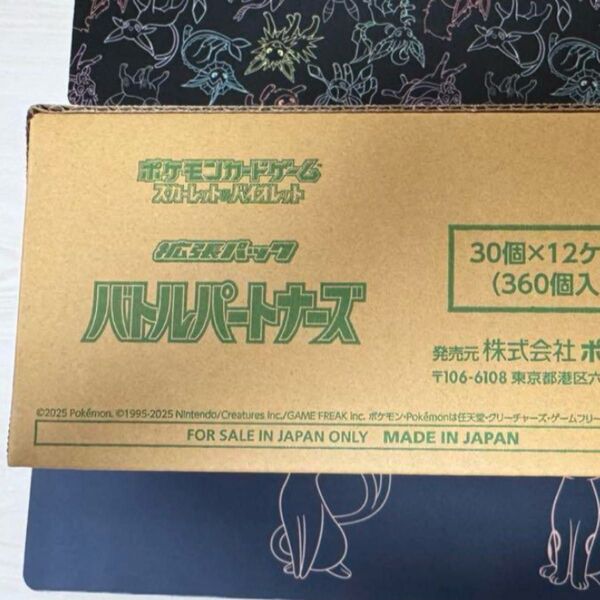 ポケモンカードゲーム
スカーレット&バイオレット
拡張パック
バトルパートナーズ
30個×12ケ
(360個入
発売元 株式会社 ポ
〒106-6108 東京都港区六
©2025 Pokémon. ©1995-2025 Nintendo/Creatures Inc./GAME FREAK inc. ポケモン・Pokémonは任天堂・クリーチャーズ・ゲームフリー
FOR SALE IN JAPAN ONLY MADE IN JAPAN